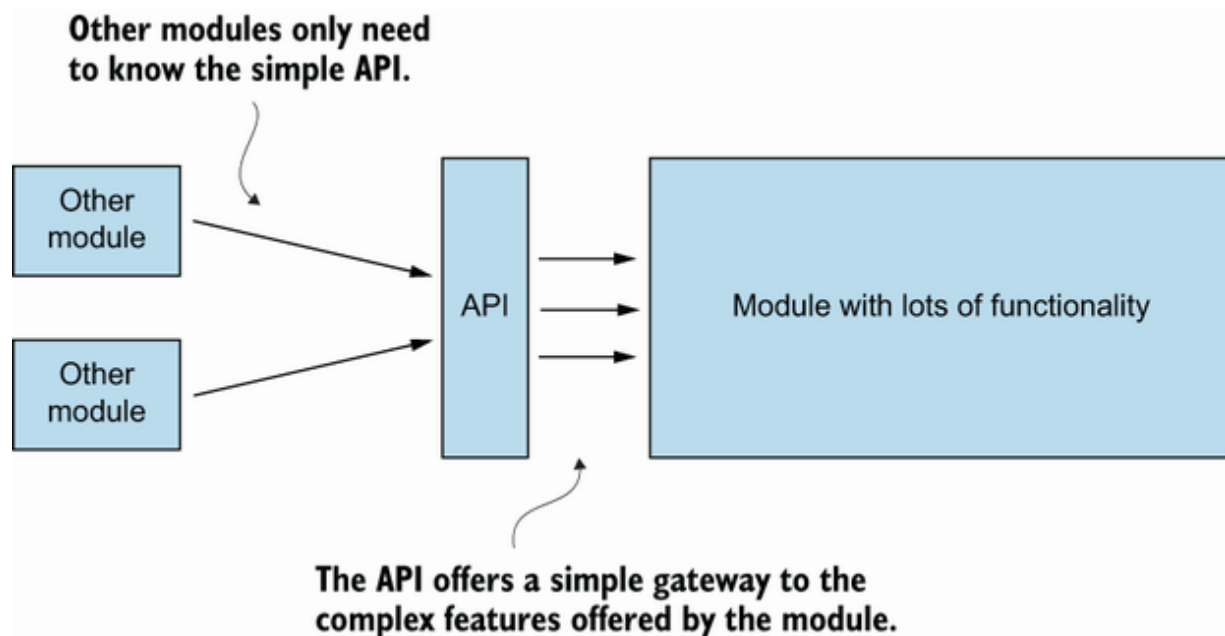 Other modules only need
to know the simple API.
Other
module
API
Module with lots of functionality
Other
module
The API offers a simple gateway to the
complex features offered by the module.